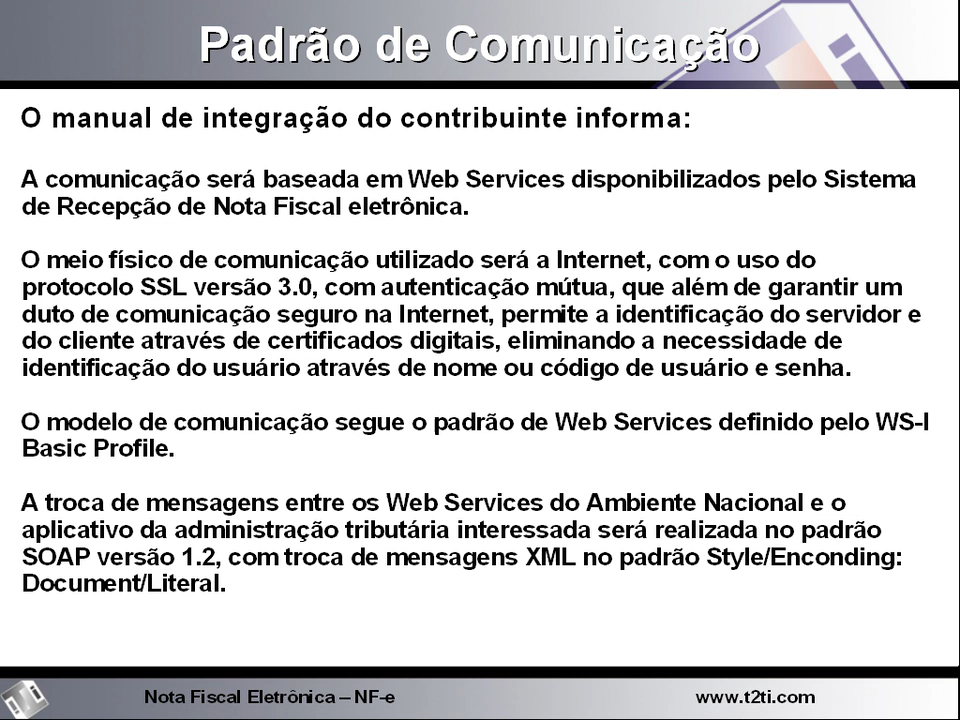 Padrão de Comunicação
O manual de integração do contribuinte informa:
A comunicação será baseada em Web Services disponibilizados pelo Sistema
de Recepção de Nota Fiscal eletrônica.
O meio físico de comunicação utilizado será a Internet, com o uso do
protocolo SSL versão 3.0, com autenticação mútua, que além de garantir um
duto de comunicação seguro na Internet, permite a identificação do servidor e
do cliente através de certificados digitais, eliminando a necessidade de
identificação do usuário através de nome ou código de usuário e senha.
O modelo de comunicação segue o padrão de Web Services definido pelo WS-I
Basic Profile.
A troca de mensagens entre os Web Services do Ambiente Nacional e o
aplicativo da administração tributária interessada será realizada no padrão
SOAP versão 1.2, com troca de mensagens XML no padrão Style/Enconding:
Document/Literal.
Nota Fiscal Eletrônica – NF-e
www.t2ti.com